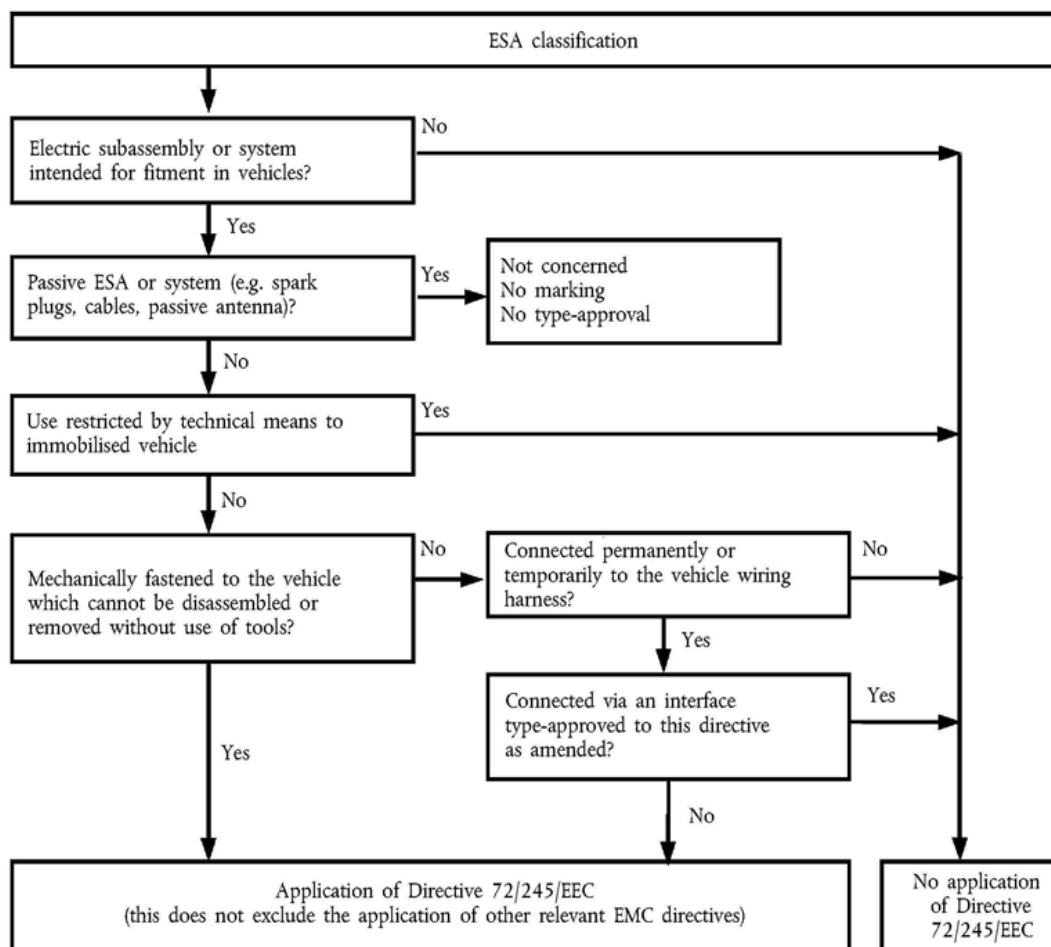 ESA classification
No
Electric subassembly or system
intended for fitment in vehicles?
Yes
Passive ESA or system (e.g. spark
plugs, cables, passive antenna)?
Yes
Not concerned
No marking
No type-approval
No
Use restricted by technical means to
immobilised vehicle
Yes
No
Mechanically fastened to the vehicle
which cannot be disassembled or
removed without use of tools?
No
Connected permanently or
temporarily to the vehicle wiring
harness?
No
Yes
Connected via an interface
type-approved to this directive
as amended?
Yes
Yes
No
Application of Directive 72/245/EEC
(this does not exclude the application of other relevant EMC directives)
No application
of Directive
72/245/EEC